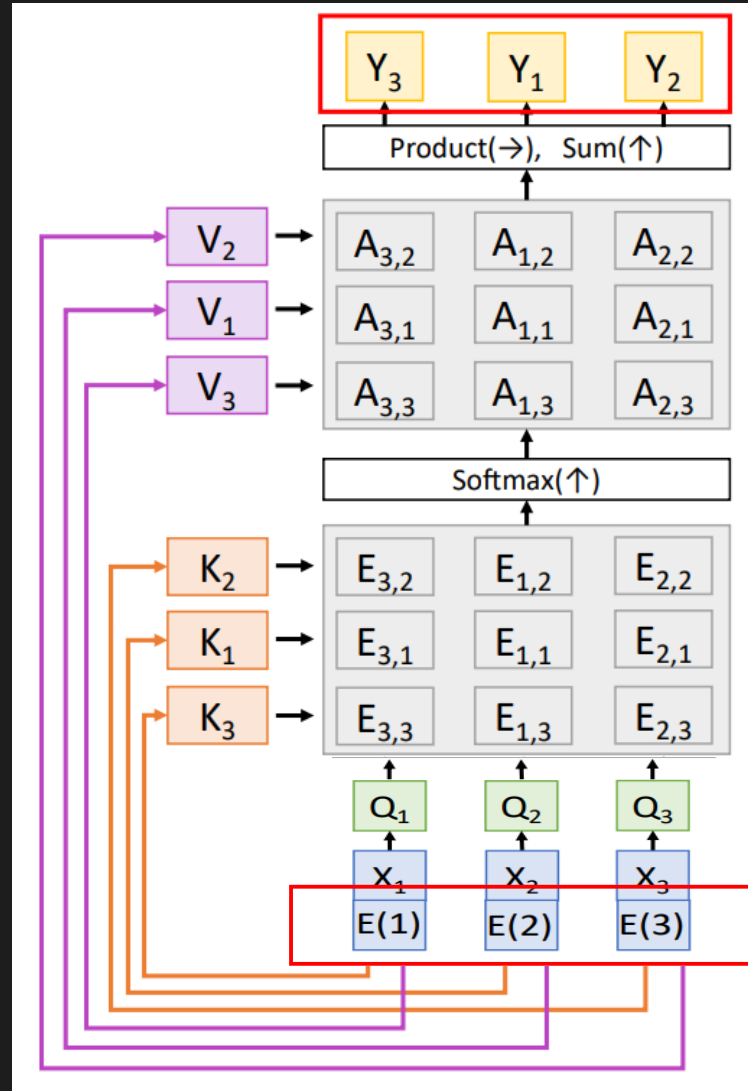 Y₃ Y₁ Y₂
Product(→), Sum(↑)
V₂ A₃,₂ A₁,₂ A₂,₂
V₁ A₃,₁ A₁,₁ A₂,₁
V₃ A₃,₃ A₁,₃ A₂,₃
Softmax(↑)
K₂ E₃,₂ E₁,₂ E₂,₂
K₁ E₃,₁ E₁,₁ E₂,₁
K₃ E₃,₃ E₁,₃ E₂,₃
Q₁ Q₂ Q₃
X₁ X₂ X₃
E(1) E(2) E(3)